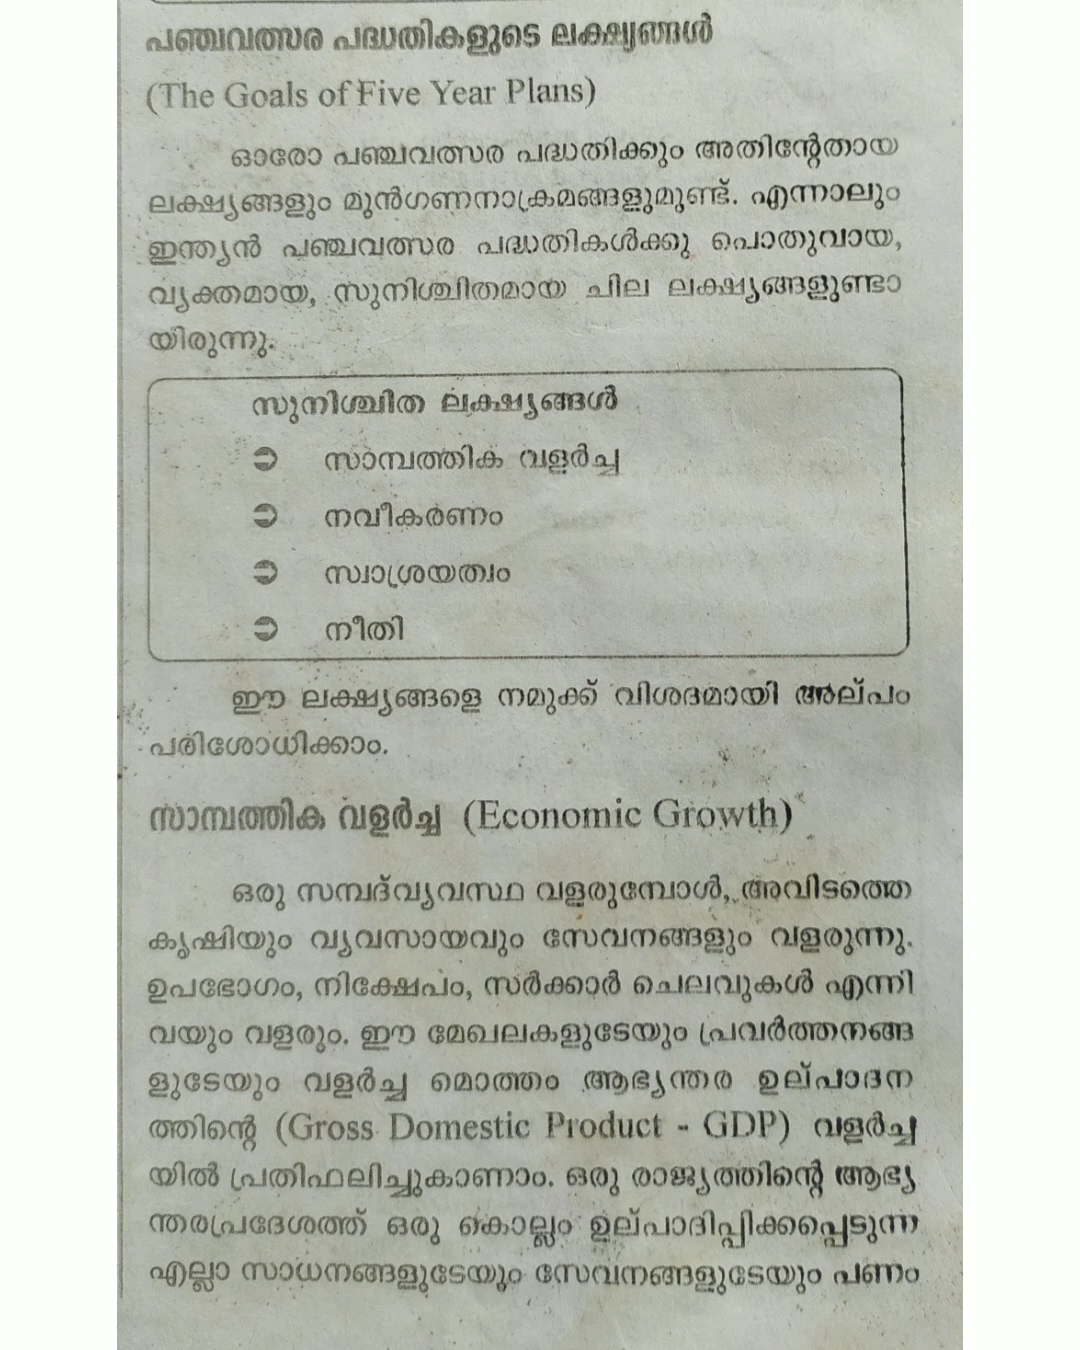 പഞ്ചവത്സര പദ്ധതികളുടെ ലക്ഷ്യങ്ങൾ
(The Goals of Five Year Plans)
ഓരോ പഞ്ചവത്സര പദ്ധതിക്കും അതിന്റേതായ
ലക്ഷ്യങ്ങളും മുൻഗണനാക്രമങ്ങളുമുണ്ട്. എന്നാലും
ഇന്ത്യൻ പഞ്ചവത്സര പദ്ധതികൾക്കു പൊതുവായ,
വ്യക്തമായ, സുനിശ്ചിതമായ ചില ലക്ഷ്യങ്ങളുണ്ടാ
യിരുന്നു.
സുനിശ്ചിത ലക്ഷ്യങ്ങൾ
➲ സാമ്പത്തിക വളർച്ച
➲ നവീകരണം
➲ സ്വാശ്രയത്വം
➲ നീതി
ഈ ലക്ഷ്യങ്ങളെ നമുക്ക് വിശദമായി അല്പം
പരിശോധിക്കാം.
സാമ്പത്തിക വളർച്ച (Economic Growth)
ഒരു സമ്പദ്‌വ്യവസ്ഥ വളരുമ്പോൾ, അവിടത്തെ
കൃഷിയും വ്യവസായവും സേവനങ്ങളും വളരുന്നു.
ഉപഭോഗം, നിക്ഷേപം, സർക്കാർ ചെലവുകൾ എന്നി
വയും വളരും. ഈ മേഖലകളുടേയും പ്രവർത്തനങ്ങ
ളുടേയും വളർച്ച മൊത്തം ആഭ്യന്തര ഉല്പാദന
ത്തിന്റെ (Gross Domestic Product - GDP) വളർച്ച
യിൽ പ്രതിഫലിച്ചുകാണാം. ഒരു രാജ്യത്തിന്റെ ആഭ്യ
ന്തരപ്രദേശത്ത് ഒരു കൊല്ലം ഉല്പാദിപ്പിക്കപ്പെടുന്ന
എല്ലാ സാധനങ്ങളുടേയും സേവനങ്ങളുടേയും പണം